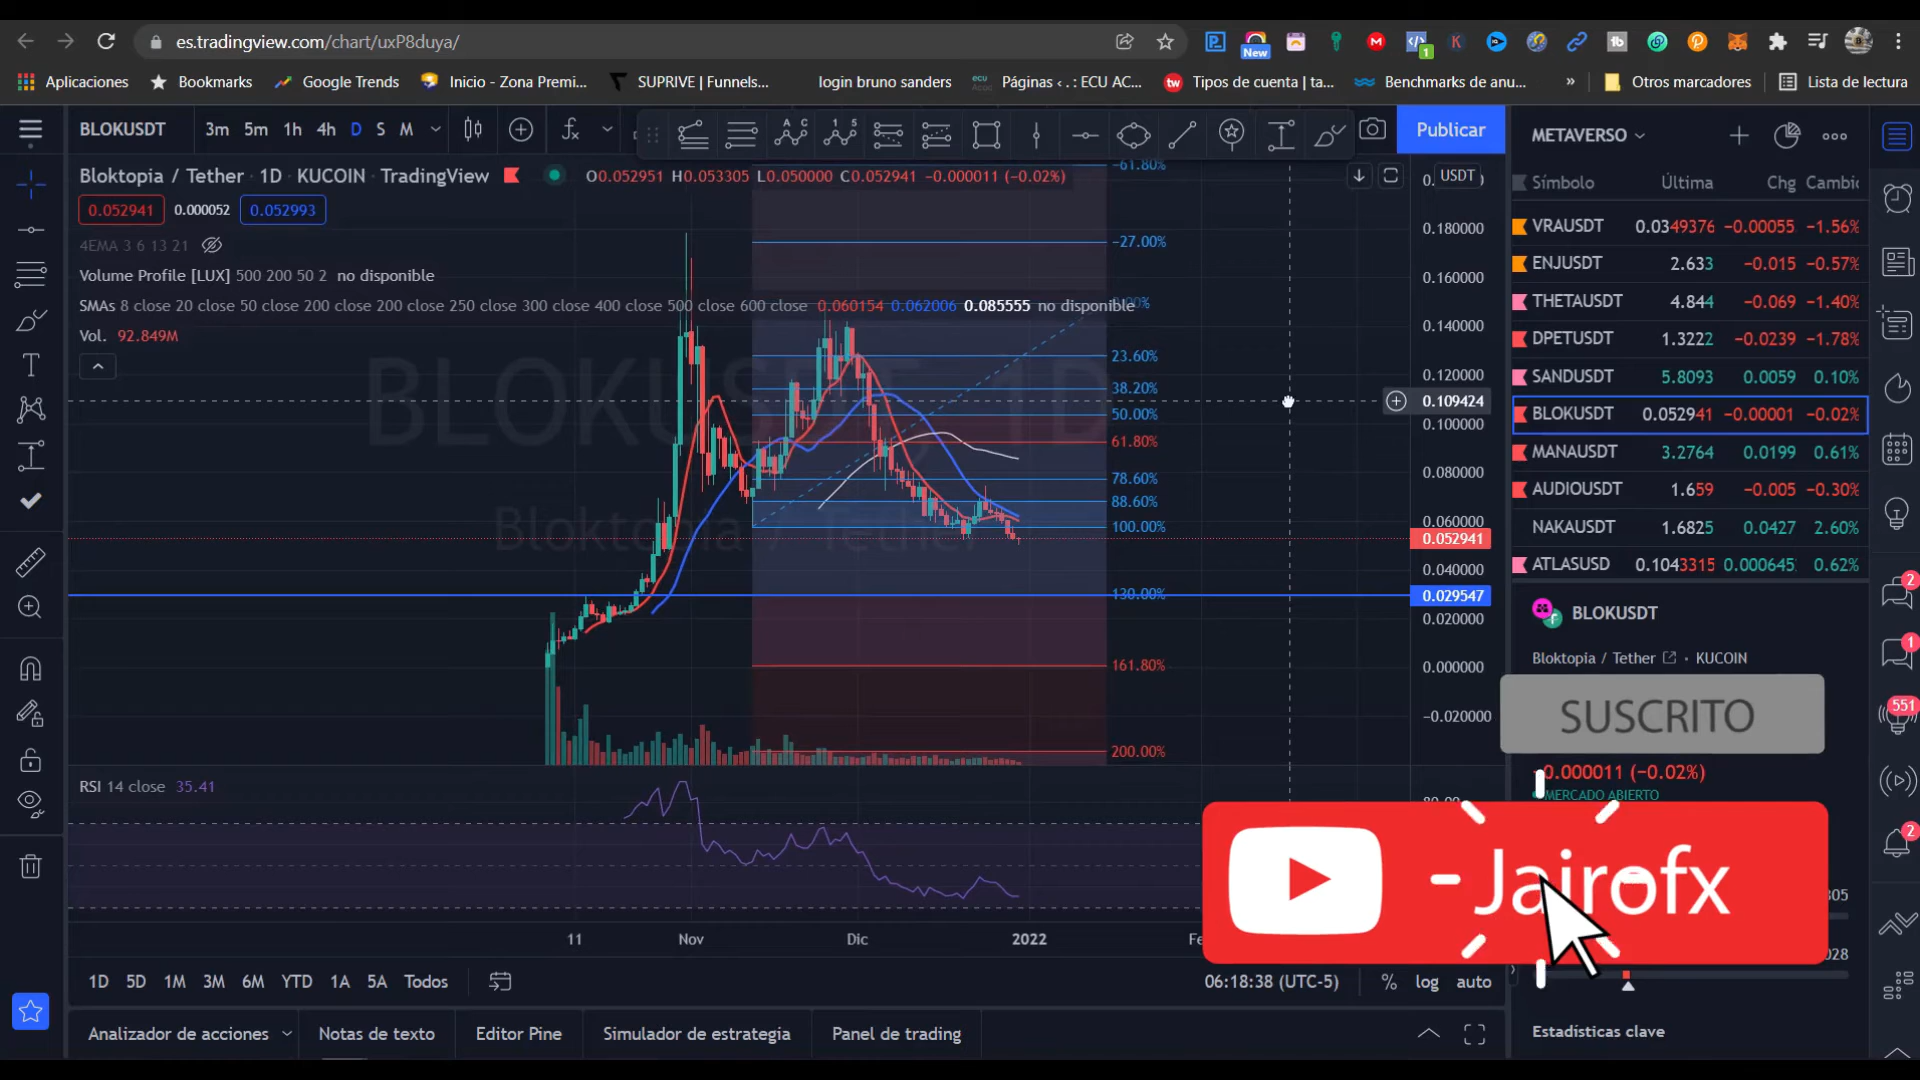 es.tradingview.com/chart/uxP8duya/
New
1
Aplicaciones Bookmarks Google Trends Inicio - Zona Premi... SUPRIVE | Funnels... login bruno sanders Páginas ‹ . : ECU AC... Tipos de cuenta | ta... Benchmarks de anu... » Otros marcadores Lista de lectura
BLOKUSDT 3m 5m 1h 4h D S M Publicar
METAVERSO
Bloktopia / Tether · 1D · KUCOIN · TradingView O0.052951 H0.053305 L0.050000 C0.052941 −0.000011 (−0.02%)
USDT
Símbolo Última Chg Cambio
0.052941 0.000052 0.052993
4EMA 3 6 13 21
Volume Profile [LUX] 500 200 50 2 no disponible
SMAs 8 close 20 close 50 close 200 close 200 close 250 close 300 close 400 close 500 close 600 close 0.060154 0.062006 0.085555 no disponible
Vol. 92.849M
BLOKUSDT, 1D
Bloktopia / Tether
−61.80%
−27.00%
23.60%
38.20%
50.00%
61.80%
78.60%
88.60%
100.00%
130.00%
161.80%
200.00%
0.180000
0.160000
0.140000
0.120000
0.109424
0.100000
0.080000
0.060000
0.052941
0.040000
0.029547
0.020000
0.000000
−0.020000
VRAUSDT 0.0349376 −0.00055 −1.56%
ENJUSDT 2.633 −0.015 −0.57%
THETAUSDT 4.844 −0.069 −1.40%
DPETUSDT 1.3222 −0.0239 −1.78%
SANDUSDT 5.8093 0.0059 0.10%
BLOKUSDT 0.052941 −0.00001 −0.02%
MANAUSDT 3.2764 0.0199 0.61%
AUDIOUSDT 1.659 −0.005 −0.30%
NAKAUSDT 1.6825 0.0427 2.60%
ATLASUSD 0.1043315 0.000645 0.62%
BLOKUSDT
Bloktopia / Tether · KUCOIN
SUSCRITO
−0.000011 (−0.02%)
MERCADO ABIERTO
Jairofx
2
1
551
2
RSI 14 close 35.41
11 Nov Dic 2022
1D 5D 1M 3M 6M YTD 1A 5A Todos
06:18:38 (UTC-5) % log auto
Analizador de acciones Notas de texto Editor Pine Simulador de estrategia Panel de trading
Estadísticas clave